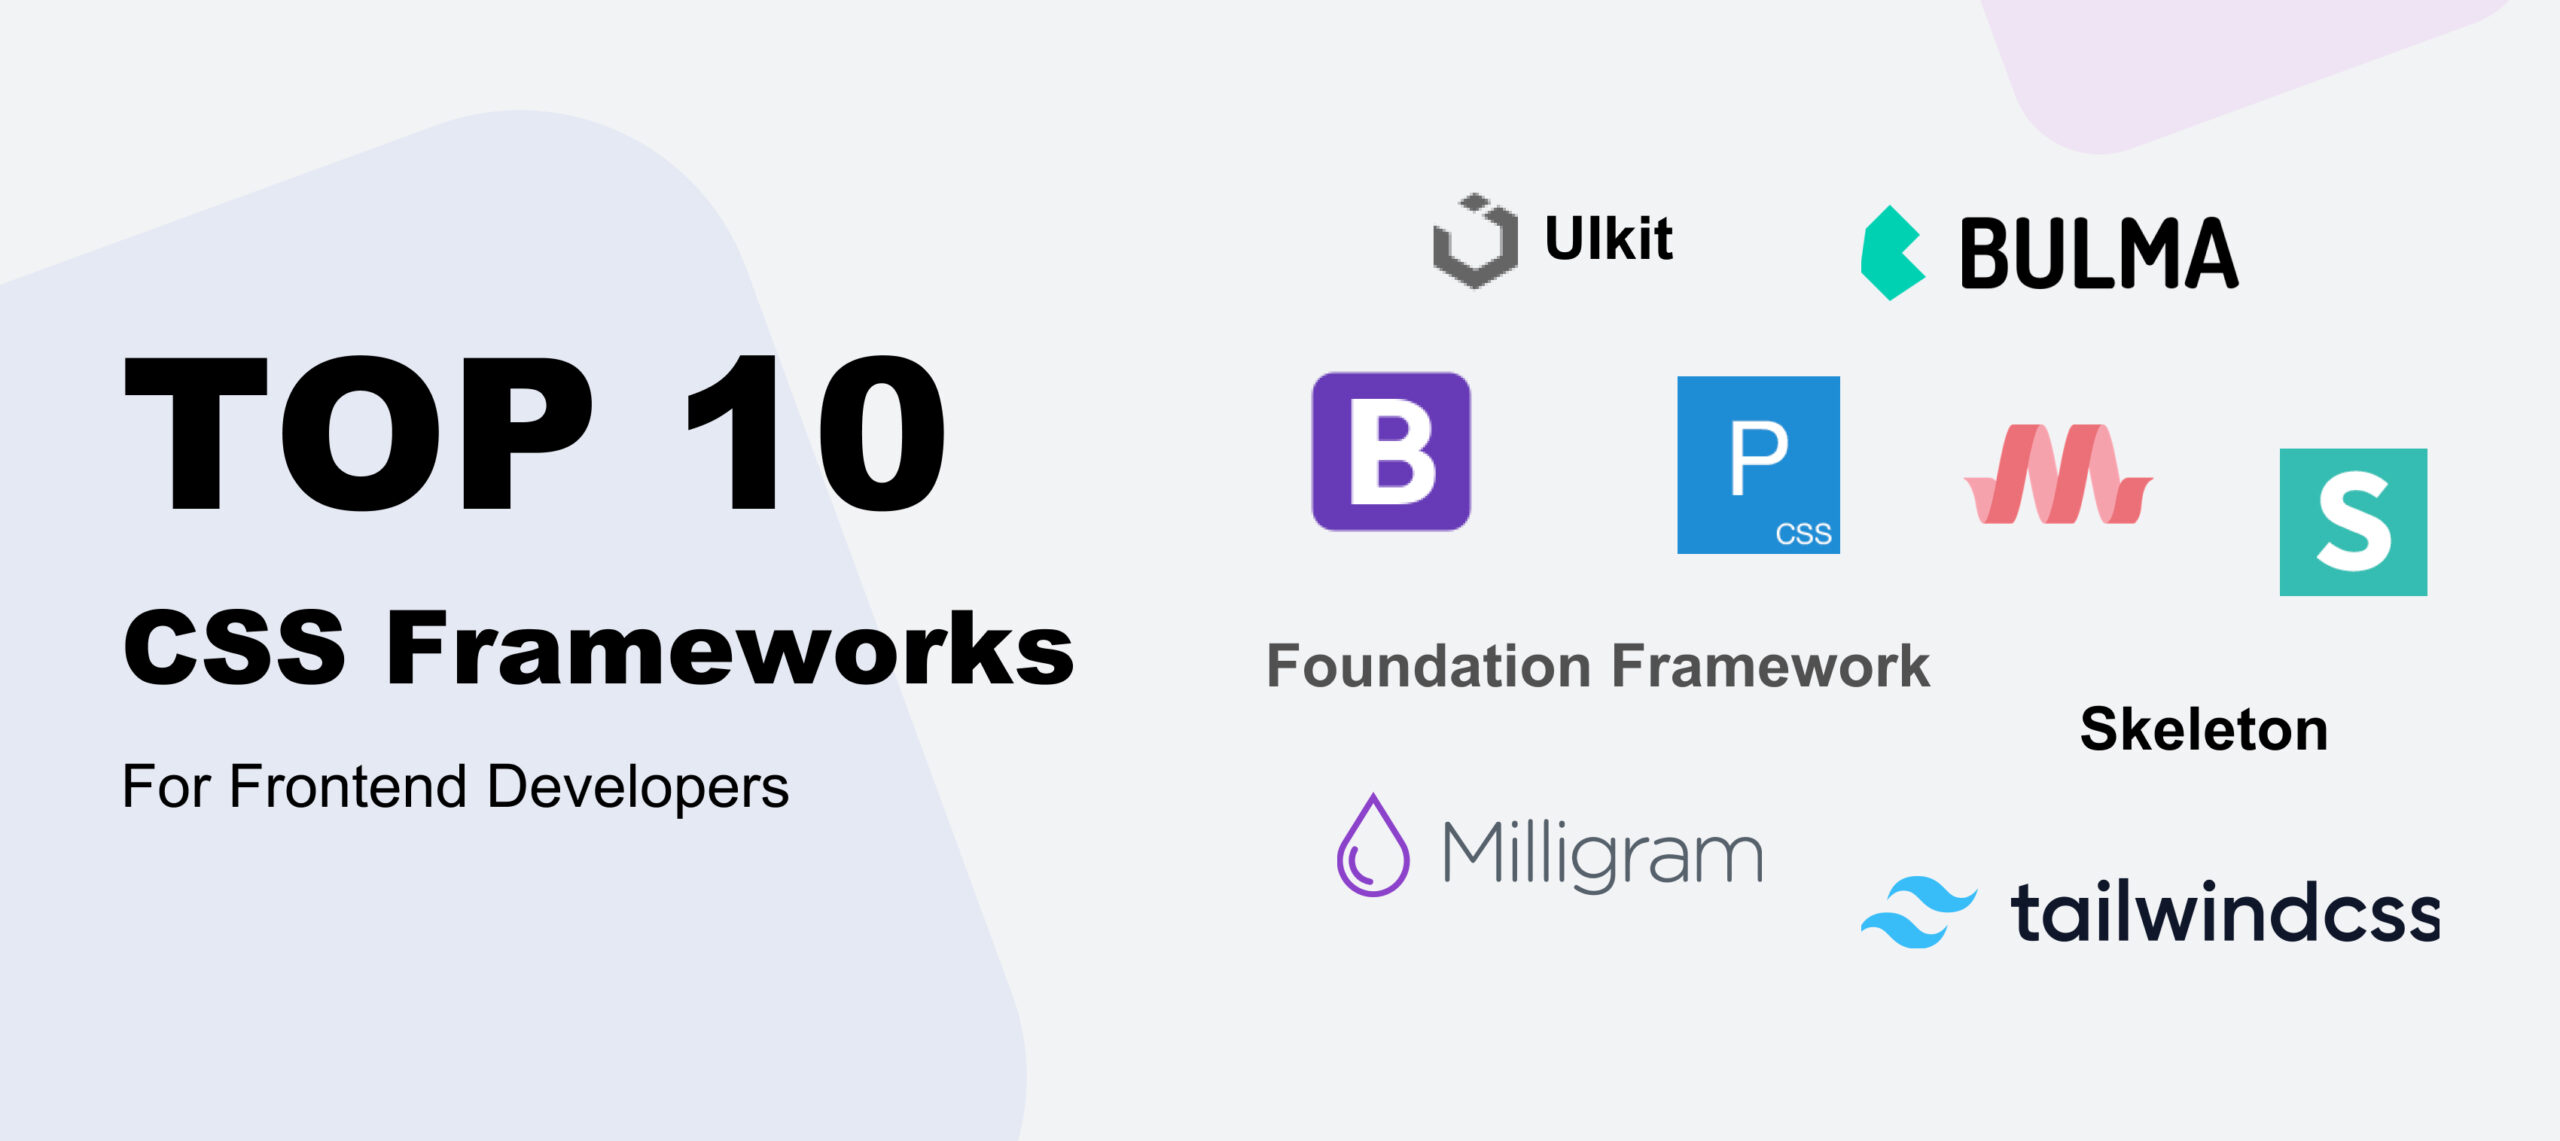 TOP 10
CSS Frameworks
For Frontend Developers
UIkit
BULMA
B
P
CSS
S
Foundation Framework
Skeleton
Milligram
tailwindcss